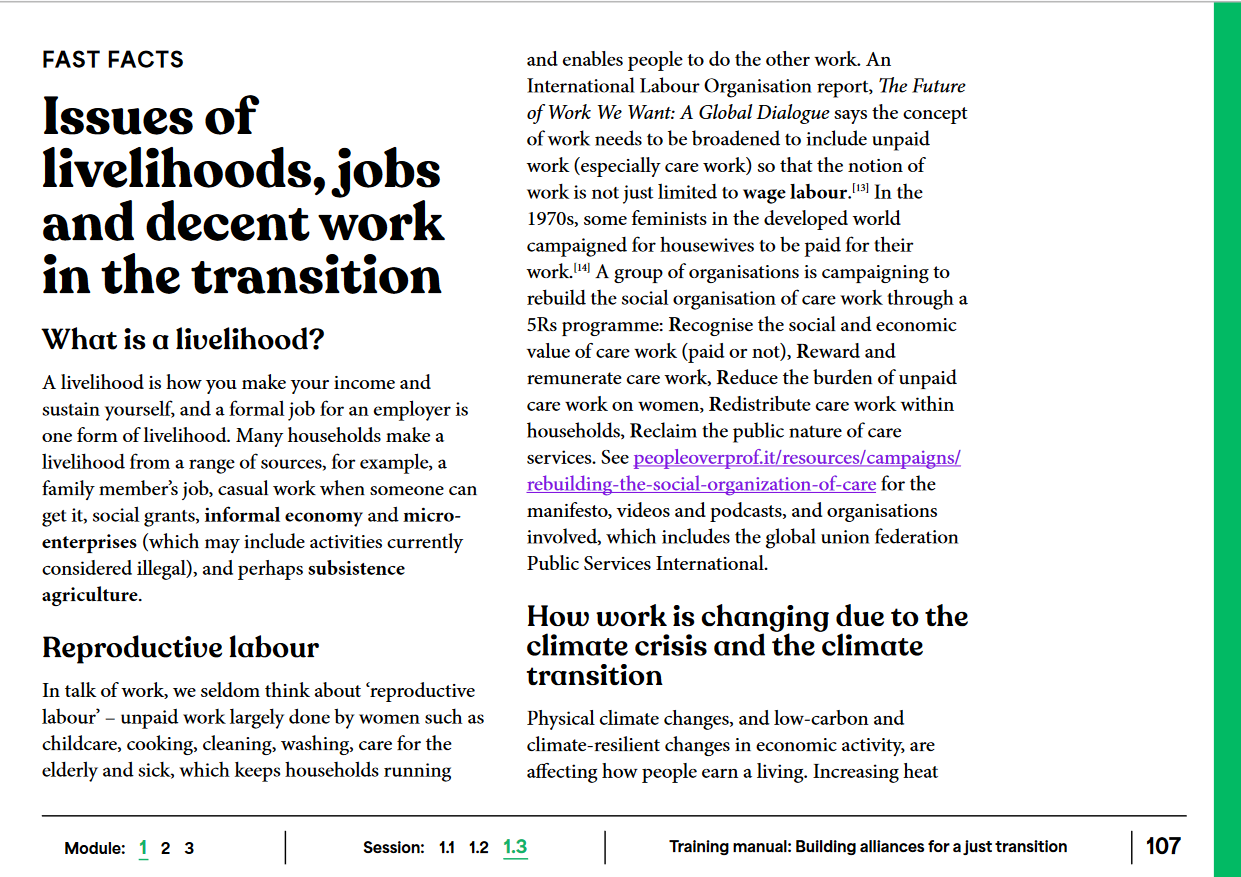 FAST FACTS
Issues of
livelihoods, jobs
and decent work
in the transition
What is a livelihood?
A livelihood is how you make your income and
sustain yourself, and a formal job for an employer is
one form of livelihood. Many households make a
livelihood from a range of sources, for example, a
family member’s job, casual work when someone can
get it, social grants, informal economy and micro-
enterprises (which may include activities currently
considered illegal), and perhaps subsistence
agriculture.
Reproductive labour
In talk of work, we seldom think about ‘reproductive
labour’ – unpaid work largely done by women such as
childcare, cooking, cleaning, washing, care for the
elderly and sick, which keeps households running
and enables people to do the other work. An
International Labour Organisation report, The Future
of Work We Want: A Global Dialogue says the concept
of work needs to be broadened to include unpaid
work (especially care work) so that the notion of
work is not just limited to wage labour.[13] In the
1970s, some feminists in the developed world
campaigned for housewives to be paid for their
work.[14] A group of organisations is campaigning to
rebuild the social organisation of care work through a
5Rs programme: Recognise the social and economic
value of care work (paid or not), Reward and
remunerate care work, Reduce the burden of unpaid
care work on women, Redistribute care work within
households, Reclaim the public nature of care
services. See peopleoverprof.it/resources/campaigns/
rebuilding-the-social-organization-of-care for the
manifesto, videos and podcasts, and organisations
involved, which includes the global union federation
Public Services International.
How work is changing due to the
climate crisis and the climate
transition
Physical climate changes, and low-carbon and
climate-resilient changes in economic activity, are
affecting how people earn a living. Increasing heat
Module: 1 2 3
Session: 1.1 1.2 1.3
Training manual: Building alliances for a just transition
107